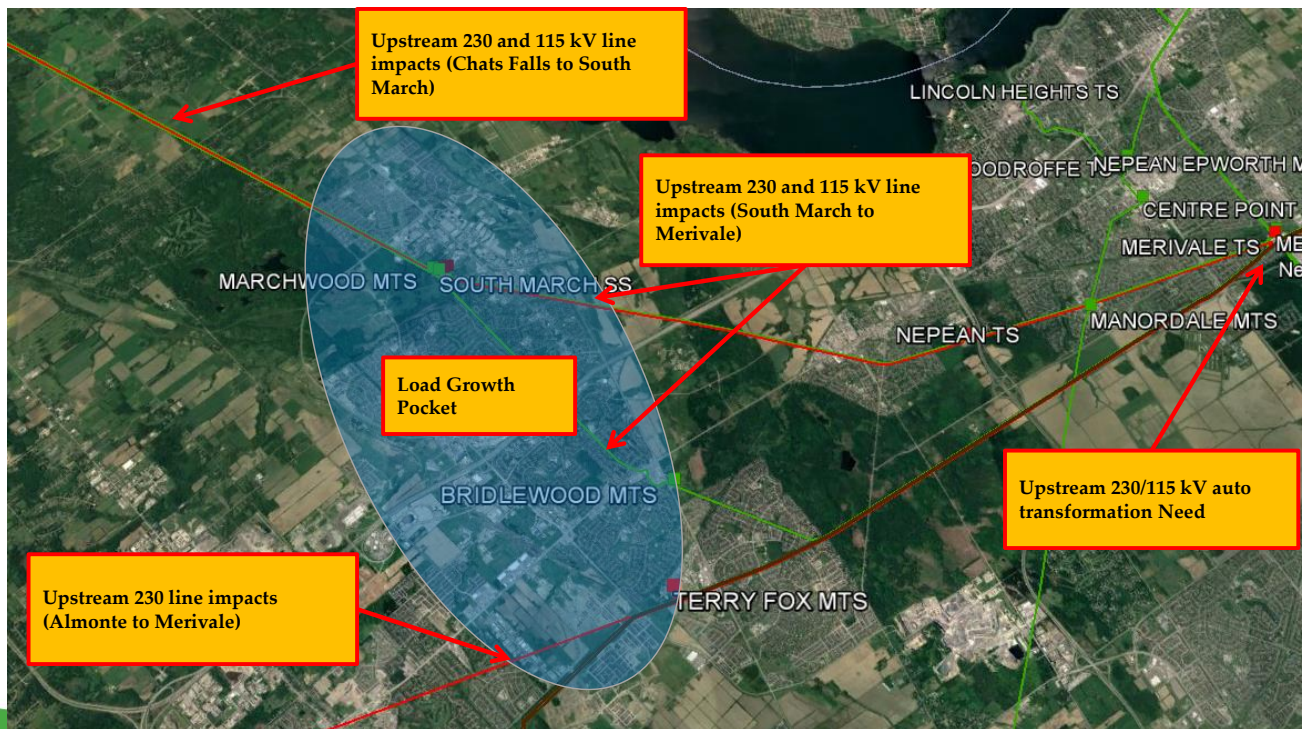 Upstream 230 and 115 kV line
impacts (Chats Falls to South
March)
LINCOLN HEIGHTS TS
Upstream 230 and 115 kV line
impacts (South March to
Merivale)
NEPEAN EPWORTH M
CENTRE POINT
MERIVALE TS
MARCHWOOD MTS
SOUTH MARCH SS
NEPEAN TS
MANORDALE MTS
Load Growth
Pocket
BRIDLEWOOD MTS
Upstream 230/115 kV auto
transformation Need
Upstream 230 line impacts
(Almonte to Merivale)
TERRY FOX MTS